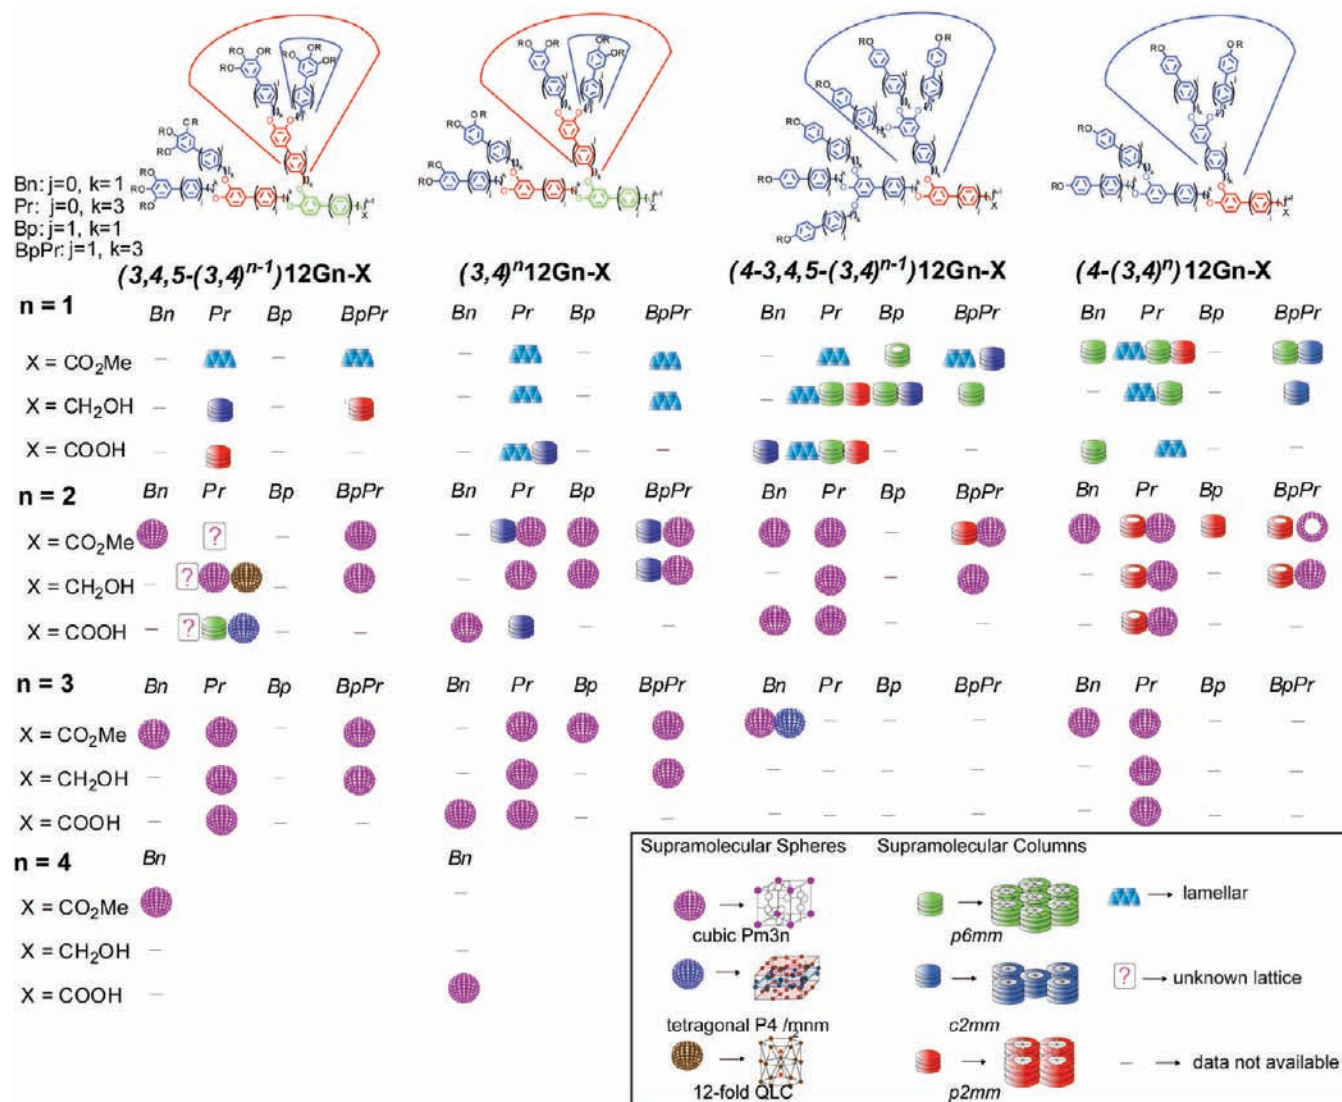 Bn: j=0, k=1
Pr: j=0, k=3
Bp: j=1, k=1
BpPr: j=1, k=3
(3,4,5-(3,4)ⁿ⁻¹)12Gn-X
(3,4)ⁿ12Gn-X
(4-3,4,5-(3,4)ⁿ⁻¹)12Gn-X
(4-(3,4)ⁿ)12Gn-X
n = 1
Bn Pr Bp BpPr Bn Pr Bp BpPr Bn Pr Bp BpPr Bn Pr Bp BpPr
X = CO₂Me
X = CH₂OH
X = COOH
n = 2
Bn Pr Bp BpPr Bn Pr Bp BpPr Bn Pr Bp BpPr Bn Pr Bp BpPr
X = CO₂Me ?
X = CH₂OH ?
X = COOH ?
n = 3
Bn Pr Bp BpPr Bn Pr Bp BpPr Bn Pr Bp BpPr Bn Pr Bp BpPr
X = CO₂Me
X = CH₂OH
X = COOH
n = 4
Bn Bn
X = CO₂Me
X = CH₂OH
X = COOH
Supramolecular Spheres Supramolecular Columns
cubic Pm3n
tetragonal P4₂/mnm
12-fold QLC
p6mm
c2mm
p2mm
lamellar
? unknown lattice
data not available